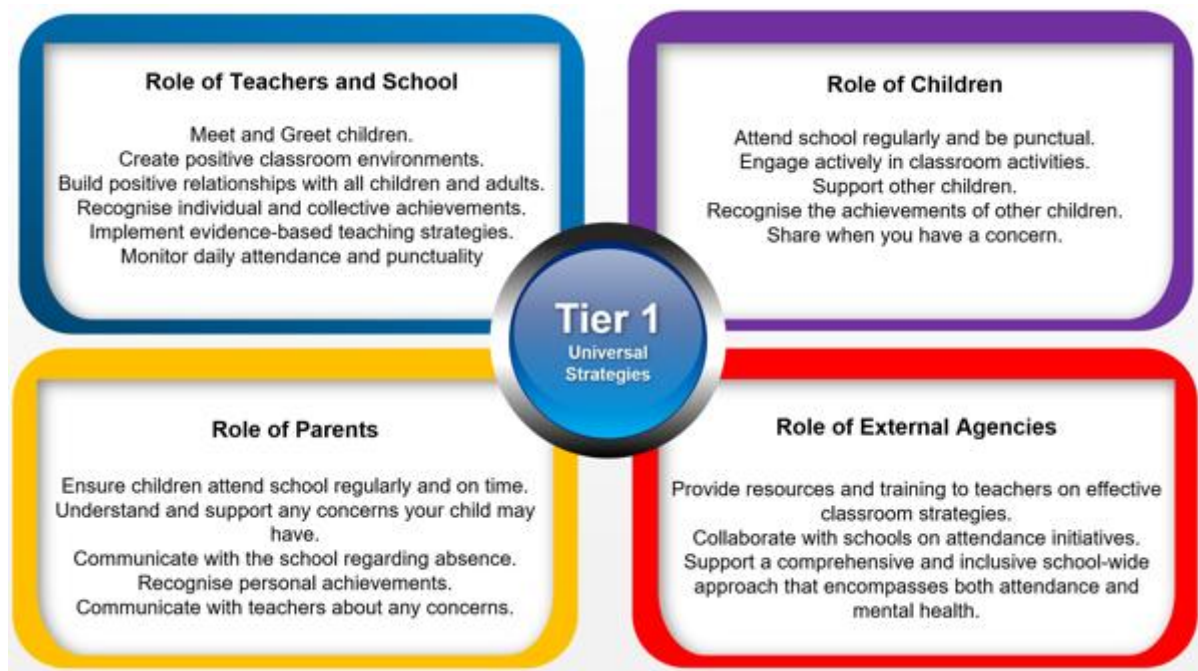 Role of Teachers and School
Meet and Greet children.
Create positive classroom environments.
Build positive relationships with all children and adults.
Recognise individual and collective achievements.
Implement evidence-based teaching strategies.
Monitor daily attendance and punctuality
Role of Children
Attend school regularly and be punctual.
Engage actively in classroom activities.
Support other children.
Recognise the achievements of other children.
Share when you have a concern.
Tier 1
Universal
Strategies
Role of Parents
Ensure children attend school regularly and on time.
Understand and support any concerns your child may
have.
Communicate with the school regarding absence.
Recognise personal achievements.
Communicate with teachers about any concerns.
Role of External Agencies
Provide resources and training to teachers on effective
classroom strategies.
Collaborate with schools on attendance initiatives.
Support a comprehensive and inclusive school-wide
approach that encompasses both attendance and
mental health.